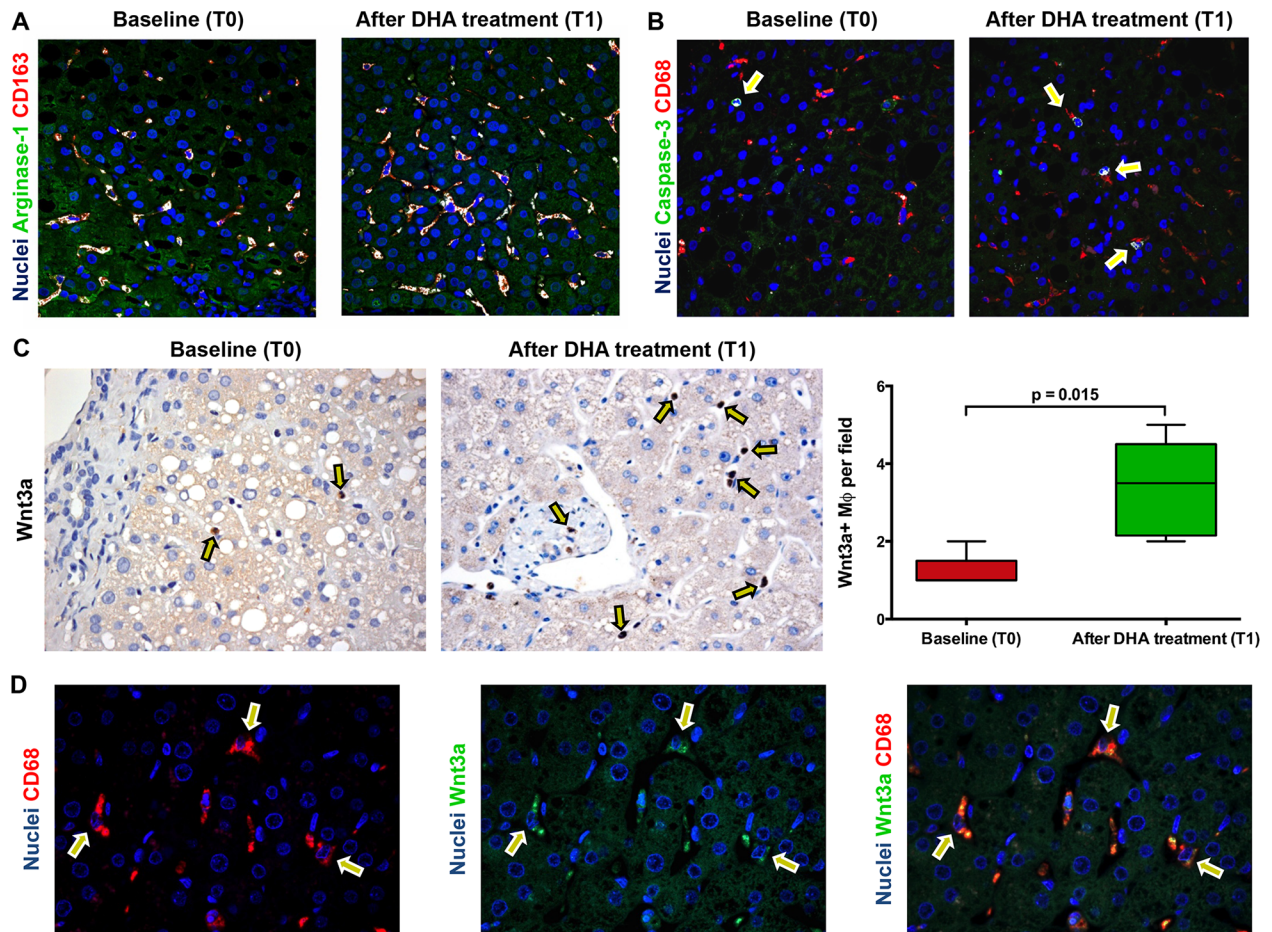 A
Baseline (T0)
After DHA treatment (T1)
Nuclei Arginase-1 CD163
B
Baseline (T0)
After DHA treatment (T1)
Nuclei Caspase-3 CD68
C
Baseline (T0)
After DHA treatment (T1)
Wnt3a
Wnt3a+ Mϕ per field
6
4
2
0
p = 0.015
Baseline (T0)
After DHA treatment (T1)
D
Nuclei CD68
Nuclei Wnt3a
Nuclei Wnt3a CD68